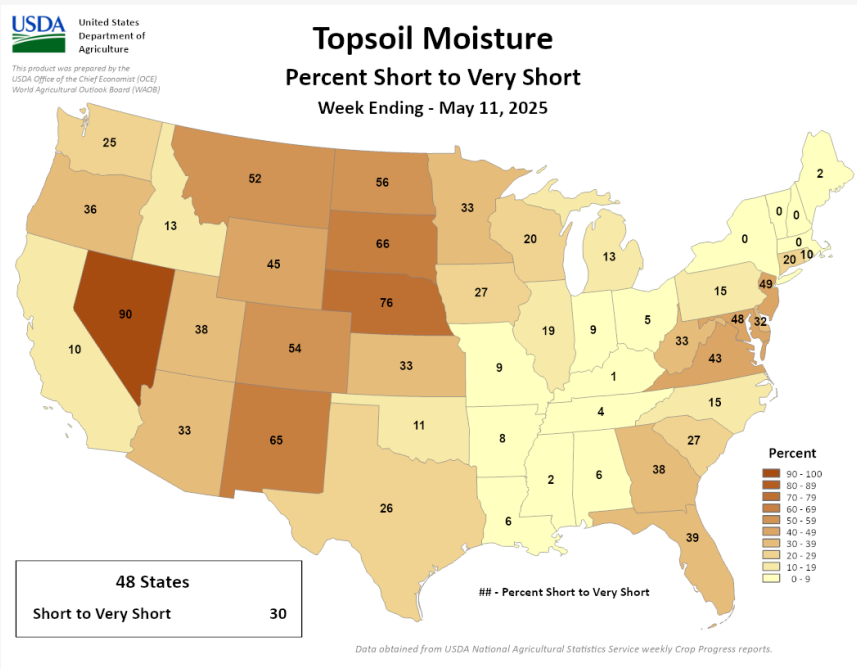 USDA
United States
Department of
Agriculture
This product was prepared by the
USDA Office of the Chief Economist (OCE)
World Agricultural Outlook Board (WAOB)
Topsoil Moisture
Percent Short to Very Short
Week Ending - May 11, 2025
25
52
56
33
2
36
13
66
20
0
0
0
0
45
13
20
10
90
76
27
15
49
38
54
19
9
5
48
32
10
33
9
33
43
1
33
65
11
8
4
15
27
26
2
6
38
6
39
Percent
90 - 100
80 - 89
70 - 79
60 - 69
50 - 59
40 - 49
30 - 39
20 - 29
10 - 19
0 - 9
48 States
Short to Very Short 30
## - Percent Short to Very Short
Data obtained from USDA National Agricultural Statistics Service weekly Crop Progress reports.